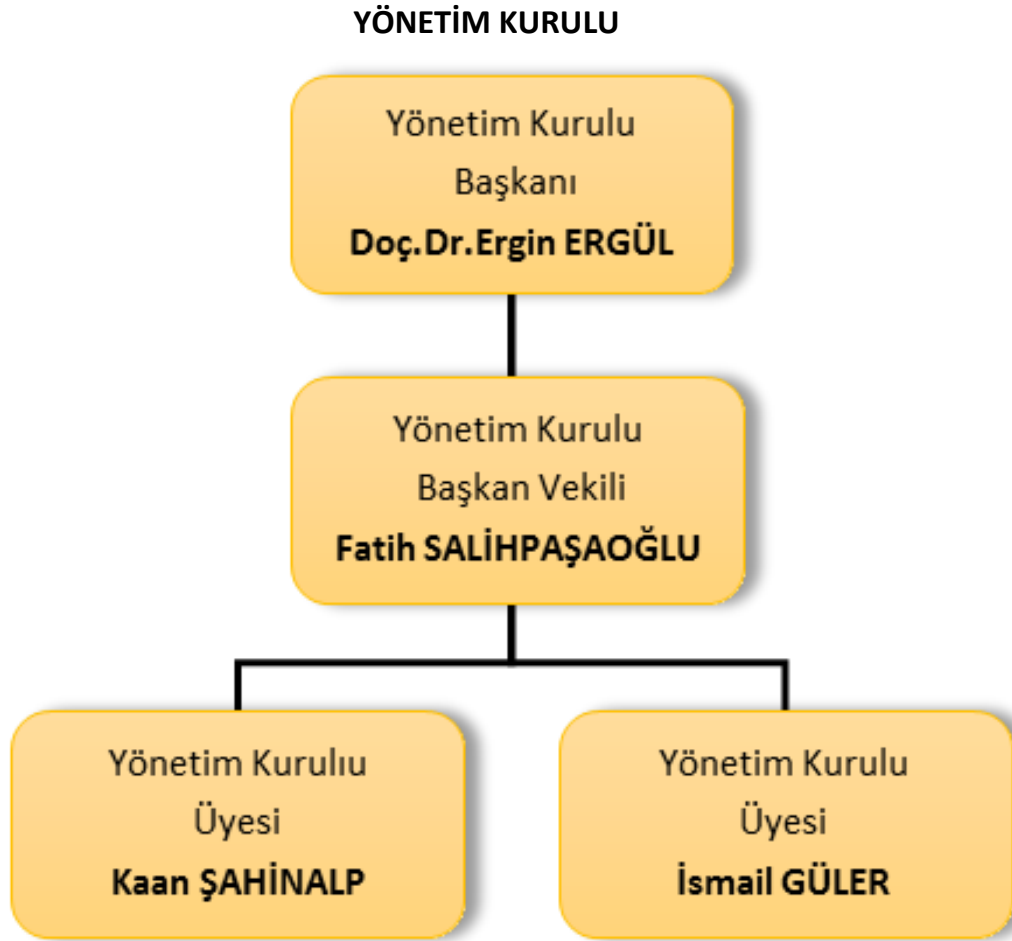 YÖNETİM KURULU
Yönetim Kurulu
Başkanı
Doç.Dr.Ergin ERGÜL
Yönetim Kurulu
Başkan Vekili
Fatih SALİHPAŞAOĞLU
Yönetim Kurulıu
Üyesi
Kaan ŞAHİNALP
Yönetim Kurulu
Üyesi
İsmail GÜLER